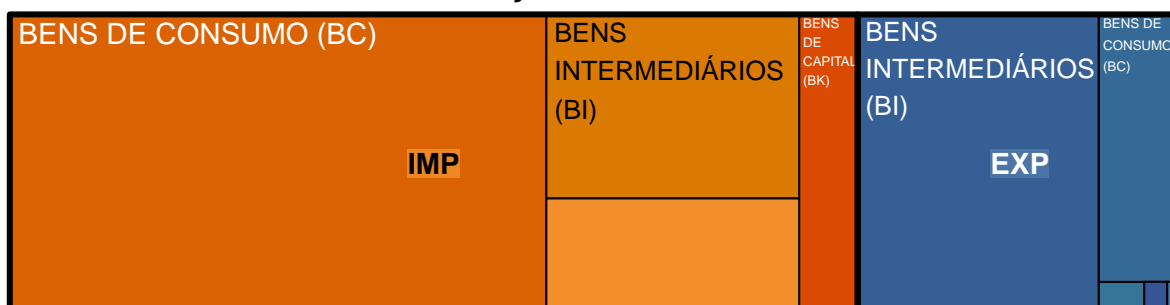 BENS DE CONSUMO (BC)
IMP
BENS
INTERMEDIÁRIOS
(BI)
BENS
DE
CAPITAL
(BK)
BENS
INTERMEDIÁRIOS
(BI)
EXP
BENS DE
CONSUMO
(BC)